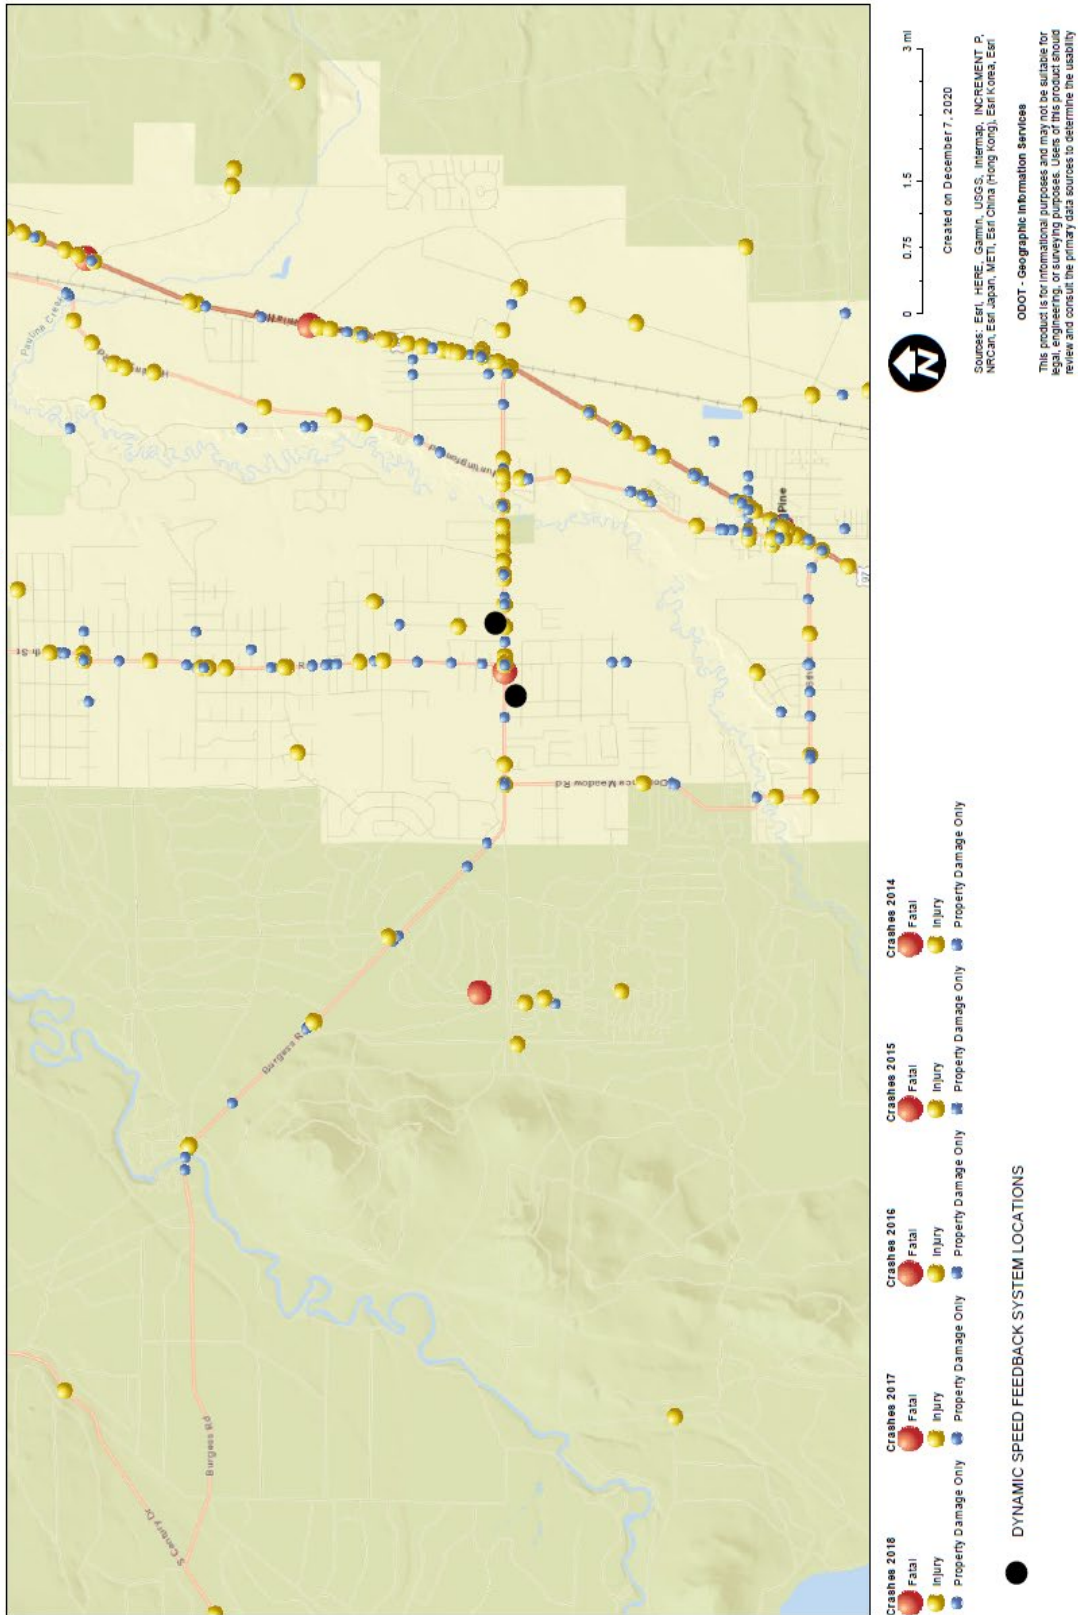 Paulina Creek
Huntington Rd
Burgess Rd
Burgess Rd
S Century Dr
Pine
97
Crashes 2018
Fatal
Injury
Property Damage Only
Crashes 2017
Fatal
Injury
Property Damage Only
Crashes 2016
Fatal
Injury
Property Damage Only
Crashes 2015
Fatal
Injury
Property Damage Only
Crashes 2014
Fatal
Injury
Property Damage Only
DYNAMIC SPEED FEEDBACK SYSTEM LOCATIONS
N
0 0.75 1.5 3 mi
Created on December 7, 2020
Sources: Esri, HERE, Garmin, USGS, Intermap, INCREMENT P,
NRCan, Esri Japan, METI, Esri China (Hong Kong), Esri Korea, Esri
ODOT - Geographic Information Services
This product is for informational purposes and may not be suitable for
legal, engineering, or surveying purposes. Users of this product should
review and consult the primary data sources to determine the usability